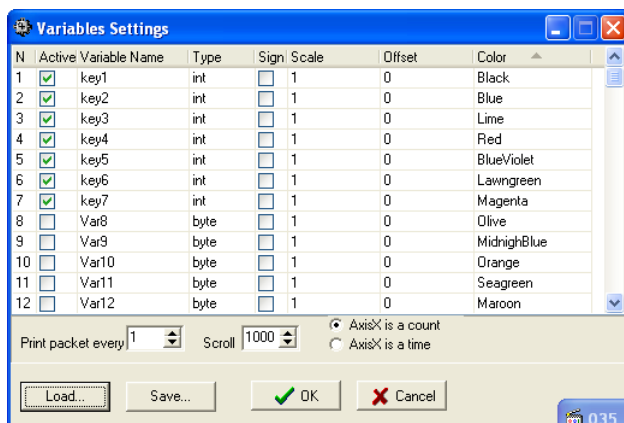 Variables Settings
N Active Variable Name Type Sign Scale Offset Color
1 key1 int 1 0 Black
2 key2 int 1 0 Blue
3 key3 int 1 0 Lime
4 key4 int 1 0 Red
5 key5 int 1 0 BlueViolet
6 key6 int 1 0 Lawngreen
7 key7 int 1 0 Magenta
8 Var8 byte 1 0 Olive
9 Var9 byte 1 0 MidnighBlue
10 Var10 byte 1 0 Orange
11 Var11 byte 1 0 Seagreen
12 Var12 byte 1 0 Maroon
Print packet every 1 Scroll 1000 AxisX is a count
AxisX is a time
Load... Save... OK Cancel
035